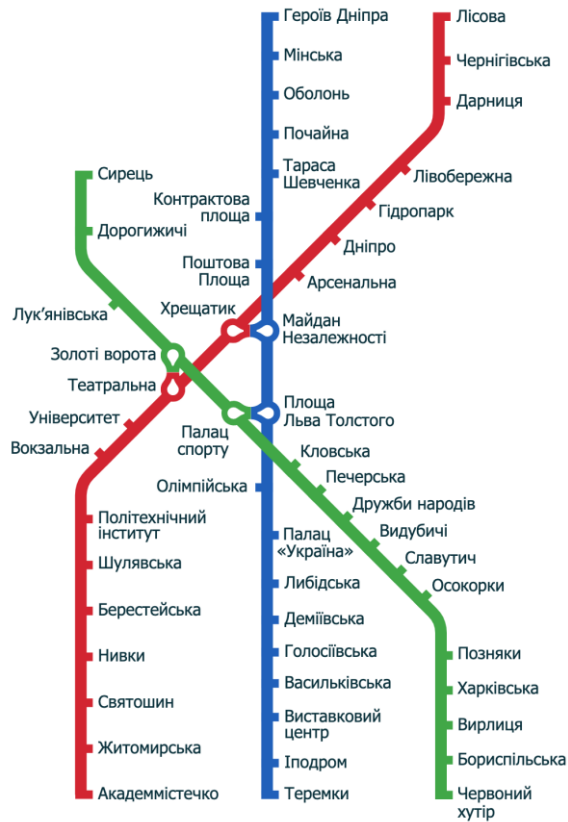 Героїв Дніпра
Мінська
Оболонь
Почайна
Тараса
Шевченка
Контрактова
площа
Поштова
Площа
Хрещатик
Майдан
Незалежності
Площа
Льва Толстого
Олімпійська
Палац
«Україна»
Либідська
Деміївська
Голосіївська
Васильківська
Виставковий
центр
Іподром
Теремки
Лісова
Чернігівська
Дарниця
Лівобережна
Гідропарк
Дніпро
Арсенальна
Театральна
Університет
Вокзальна
Політехнічний
інститут
Шулявська
Берестейська
Нивки
Святошин
Житомирська
Академмістечко
Сирець
Дорогижичі
Лук’янівська
Золоті ворота
Палац
спорту
Кловська
Печерська
Дружби народів
Видубичі
Славутич
Осокорки
Позняки
Харківська
Вирлиця
Бориспільська
Червоний
хутір